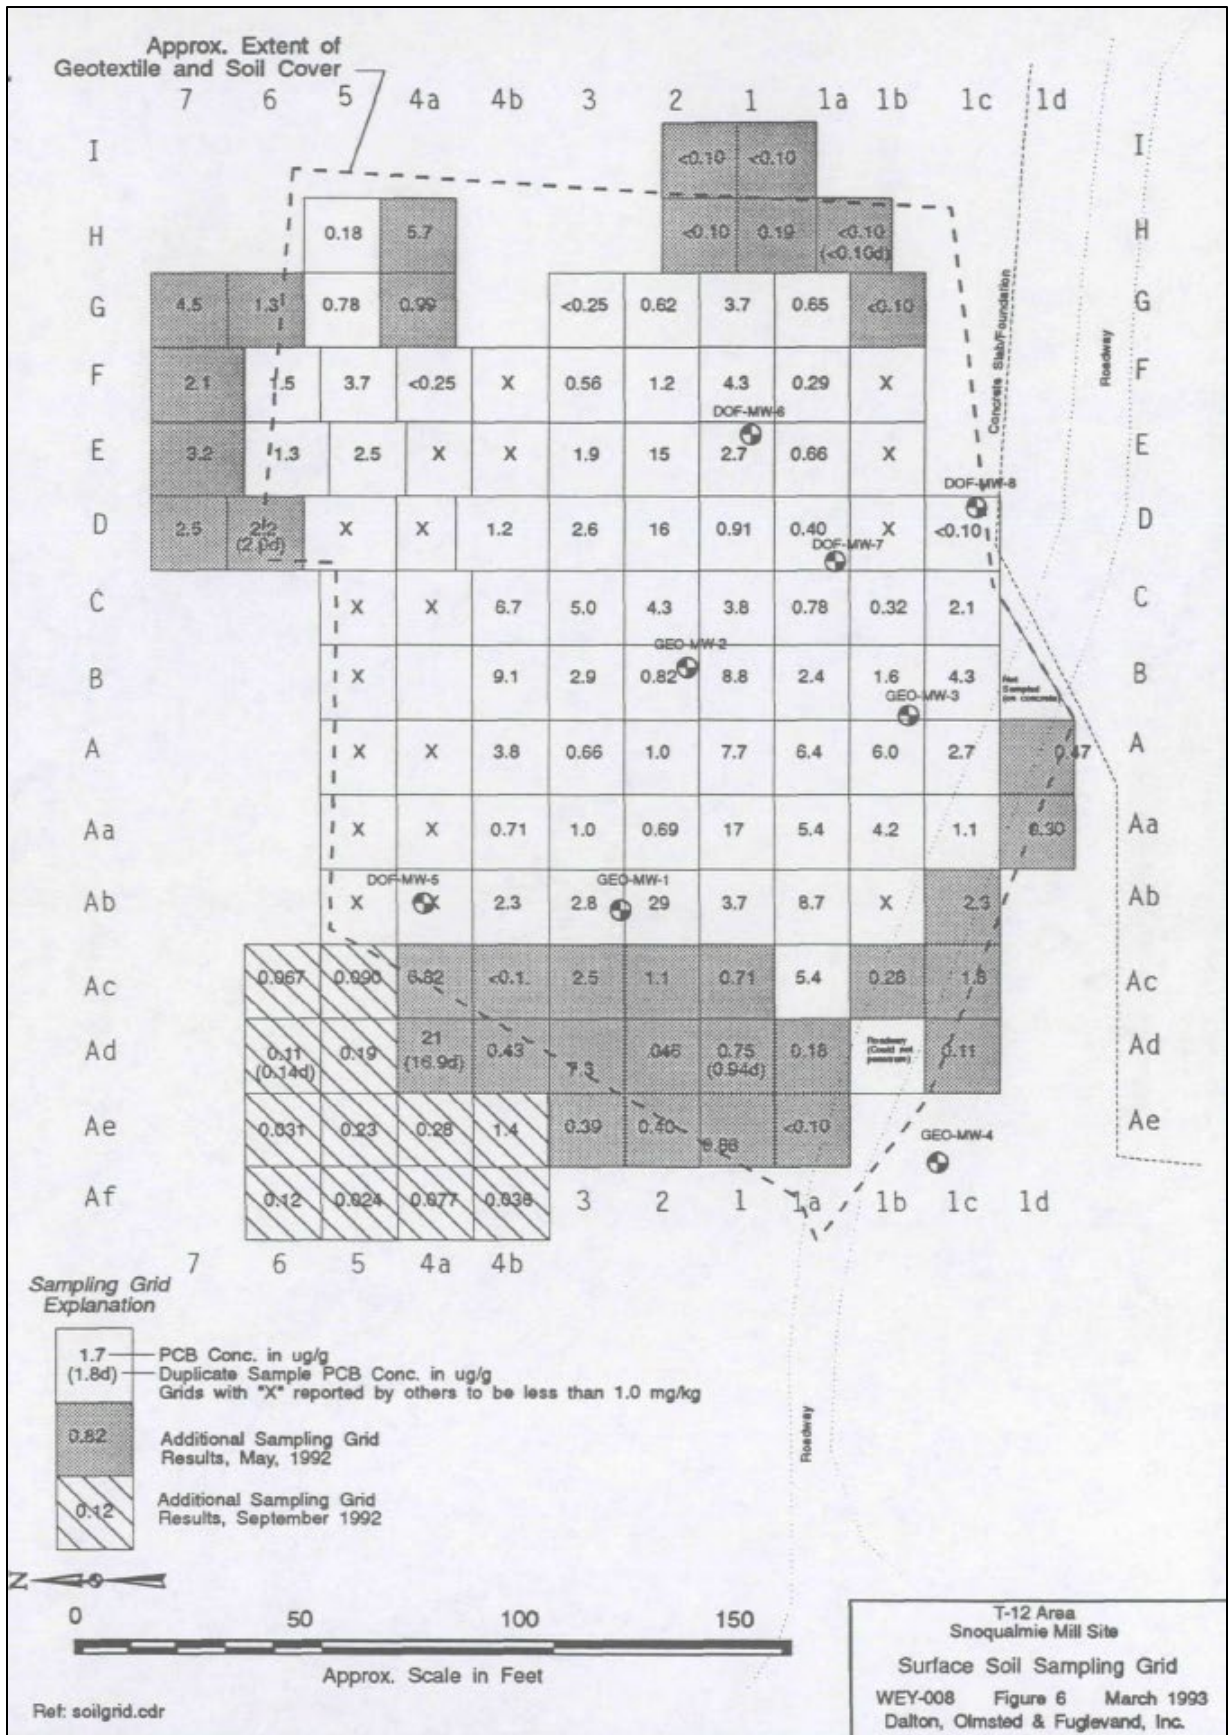 Approx. Extent of
Geotextile and Soil Cover
7 6 5 4a 4b 3 2 1 1a 1b 1c 1d
I <0.10 <0.10 I
H 0.18 5.7 <0.10 0.19 <0.10 H
(<0.10d)
G 4.5 1.3 0.78 0.99 <0.25 0.62 3.7 0.65 <0.10 G
Concrete Slab/Foundation
Roadway
F 2.1 1.5 3.7 <0.25 X 0.56 1.2 4.3 0.29 X F
DOF-MW-6
E 3.2 1.3 2.5 X X 1.9 15 2.7 0.66 X E
DOF-MW-8
D 2.5 2.2 X X 1.2 2.6 16 0.91 0.40 X <0.10 D
(2.0d)
DOF-MW-7
C X X 6.7 5.0 4.3 3.8 0.78 0.32 2.1 C
GEO-MW-2
B X 9.1 2.9 0.82 8.8 2.4 1.6 4.3 Not B
Sampled
(on concrete)
GEO-MW-3
A X X 3.8 0.66 1.0 7.7 6.4 6.0 2.7 0.47 A
Aa X X 0.71 1.0 0.69 17 5.4 4.2 1.1 0.30 Aa
DOF-MW-5 GEO-MW-1
Ab X X 2.3 2.8 29 3.7 8.7 X 2.3 Ab
Ac 0.067 0.090 6.82 <0.1 2.5 1.1 0.71 5.4 0.28 1.8 Ac
Ad 0.11 0.19 21 0.43 7.3 .046 0.75 0.18 Roadway 0.11 Ad
(0.14d) (16.9d) (0.94d) (Could not
penetrate)
Ae 0.031 0.23 0.28 1.4 0.39 0.40 0.86 <0.10 Ae
GEO-MW-4
Af 0.12 0.024 0.077 0.036 3 2 1 1a 1b 1c 1d
7 6 5 4a 4b
Sampling Grid
Explanation
1.7 PCB Conc. in ug/g
(1.8d) Duplicate Sample PCB Conc. in ug/g
Grids with "X" reported by others to be less than 1.0 mg/kg
0.82 Additional Sampling Grid
Results, May, 1992
0.12 Additional Sampling Grid
Results, September 1992
Roadway
N
0 50 100 150
Approx. Scale in Feet
Ref: soilgrid.cdr
T-12 Area
Snoqualmie Mill Site
Surface Soil Sampling Grid
WEY-008 Figure 6 March 1993
Dalton, Olmsted & Fuglevand, Inc.